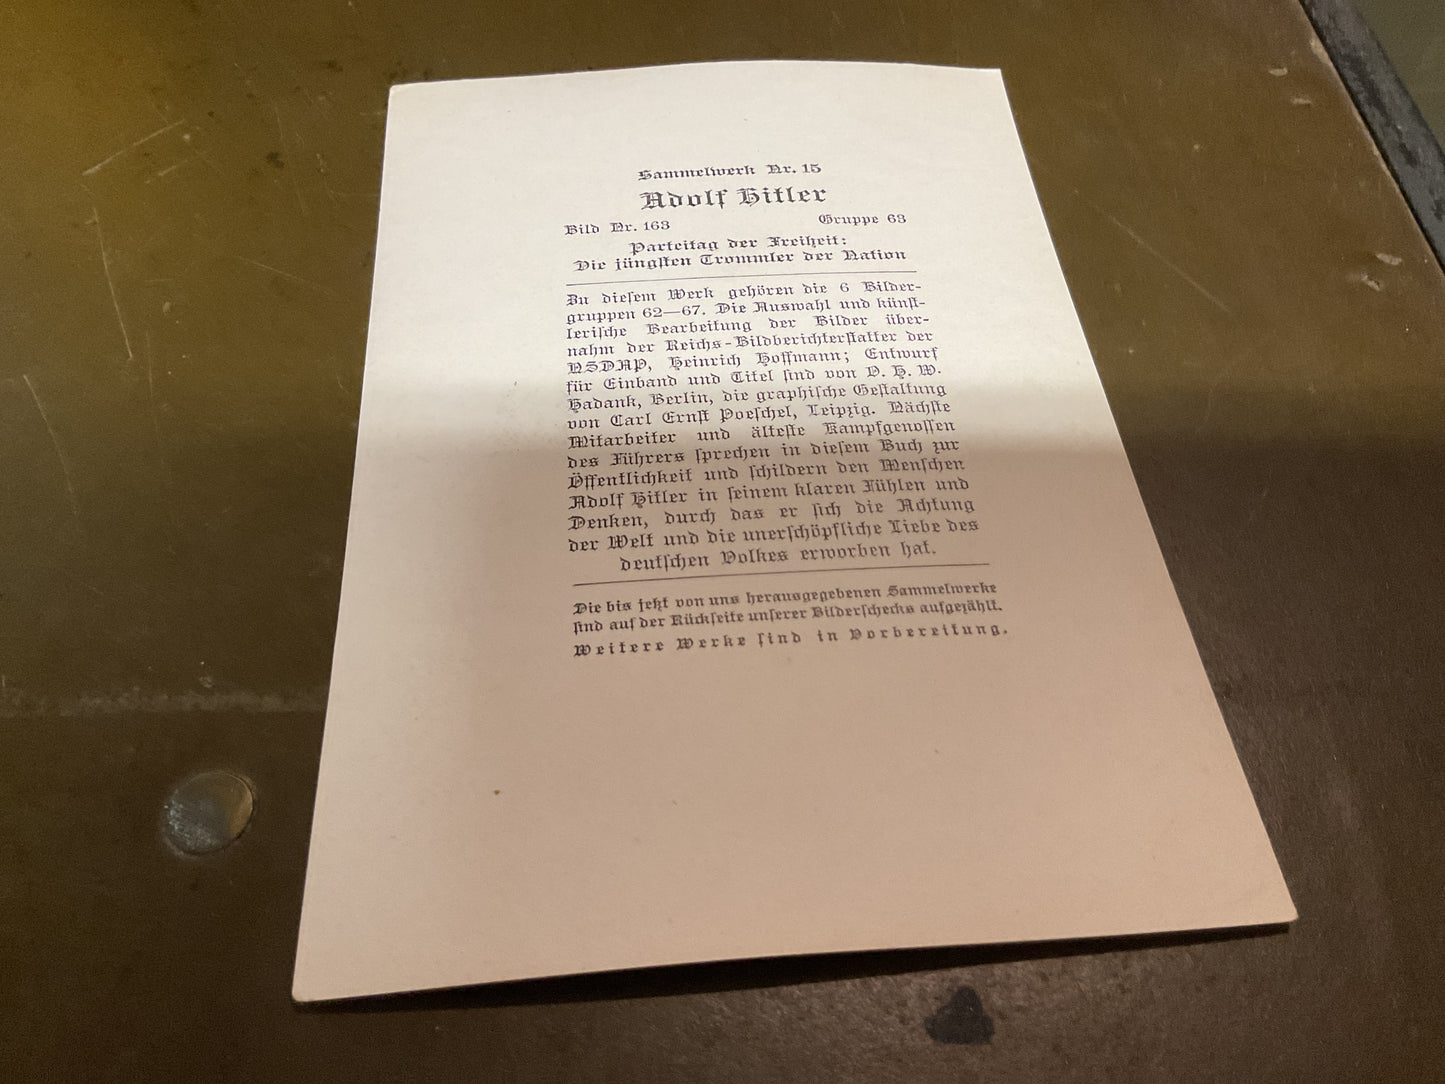 Sammelwerk Nr. 15
Adolf Hitler
Bild Nr. 163 Gruppe 63
Parteitag der Freiheit:
Die jüngsten Trommler der Nation
Zu diesem Werk gehören die 6 Bilder-
gruppen 62—67. Die Auswahl und künst-
lerische Bearbeitung der Bilder über-
nahm der Reichs-Bildberichterstatter der
NSDAP, Heinrich Hoffmann; Entwurf
für Einband und Titel sind von O. H. W.
Hadank, Berlin, die graphische Gestaltung
von Carl Ernst Poeschel, Leipzig. Nächste
Mitarbeiter und älteste Kampfgenossen
des Führers sprechen in diesem Buch zur
Öffentlichkeit und schildern den Menschen
Adolf Hitler in seinem klaren Fühlen und
Denken, durch das er sich die Achtung
der Welt und die unerschöpfliche Liebe des
deutschen Volkes erworben hat.
Die bis jetzt von uns herausgegebenen Sammelwerke
sind auf der Rückseite unserer Bilderschecks aufgezählt.
Weitere Werke sind in Vorbereitung.